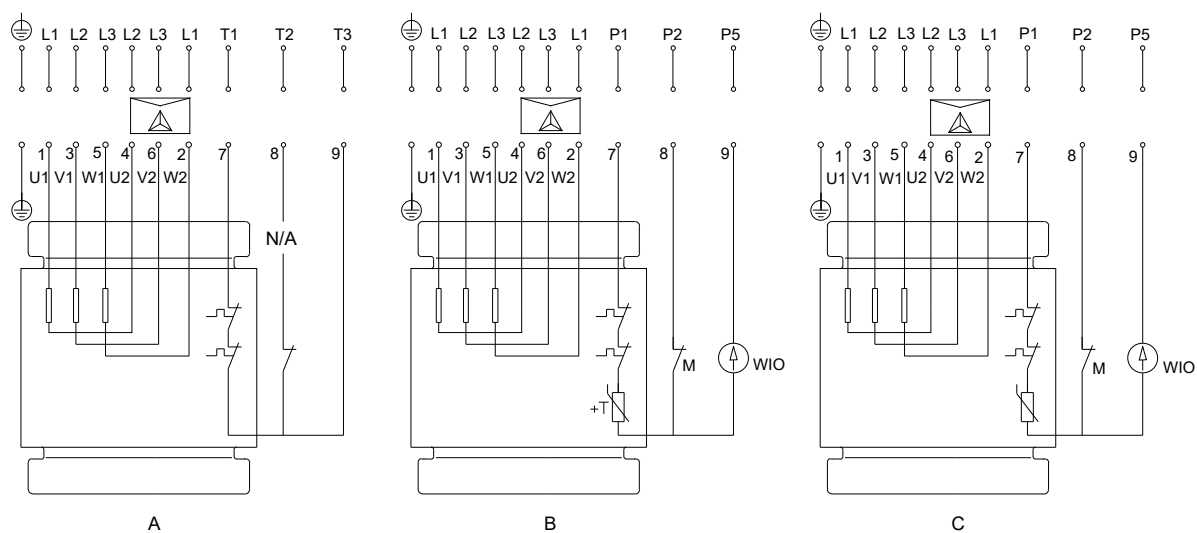 L1 L2 L3 L2 L3 L1 T1 T2 T3
1 3 5 4 6 2 7 8 9
U1 V1 W1 U2 V2 W2
N/A
A
L1 L2 L3 L2 L3 L1 P1 P2 P5
1 3 5 4 6 2 7 8 9
U1 V1 W1 U2 V2 W2
M WIO
+T
B
L1 L2 L3 L2 L3 L1 P1 P2 P5
1 3 5 4 6 2 7 8 9
U1 V1 W1 U2 V2 W2
M WIO
C